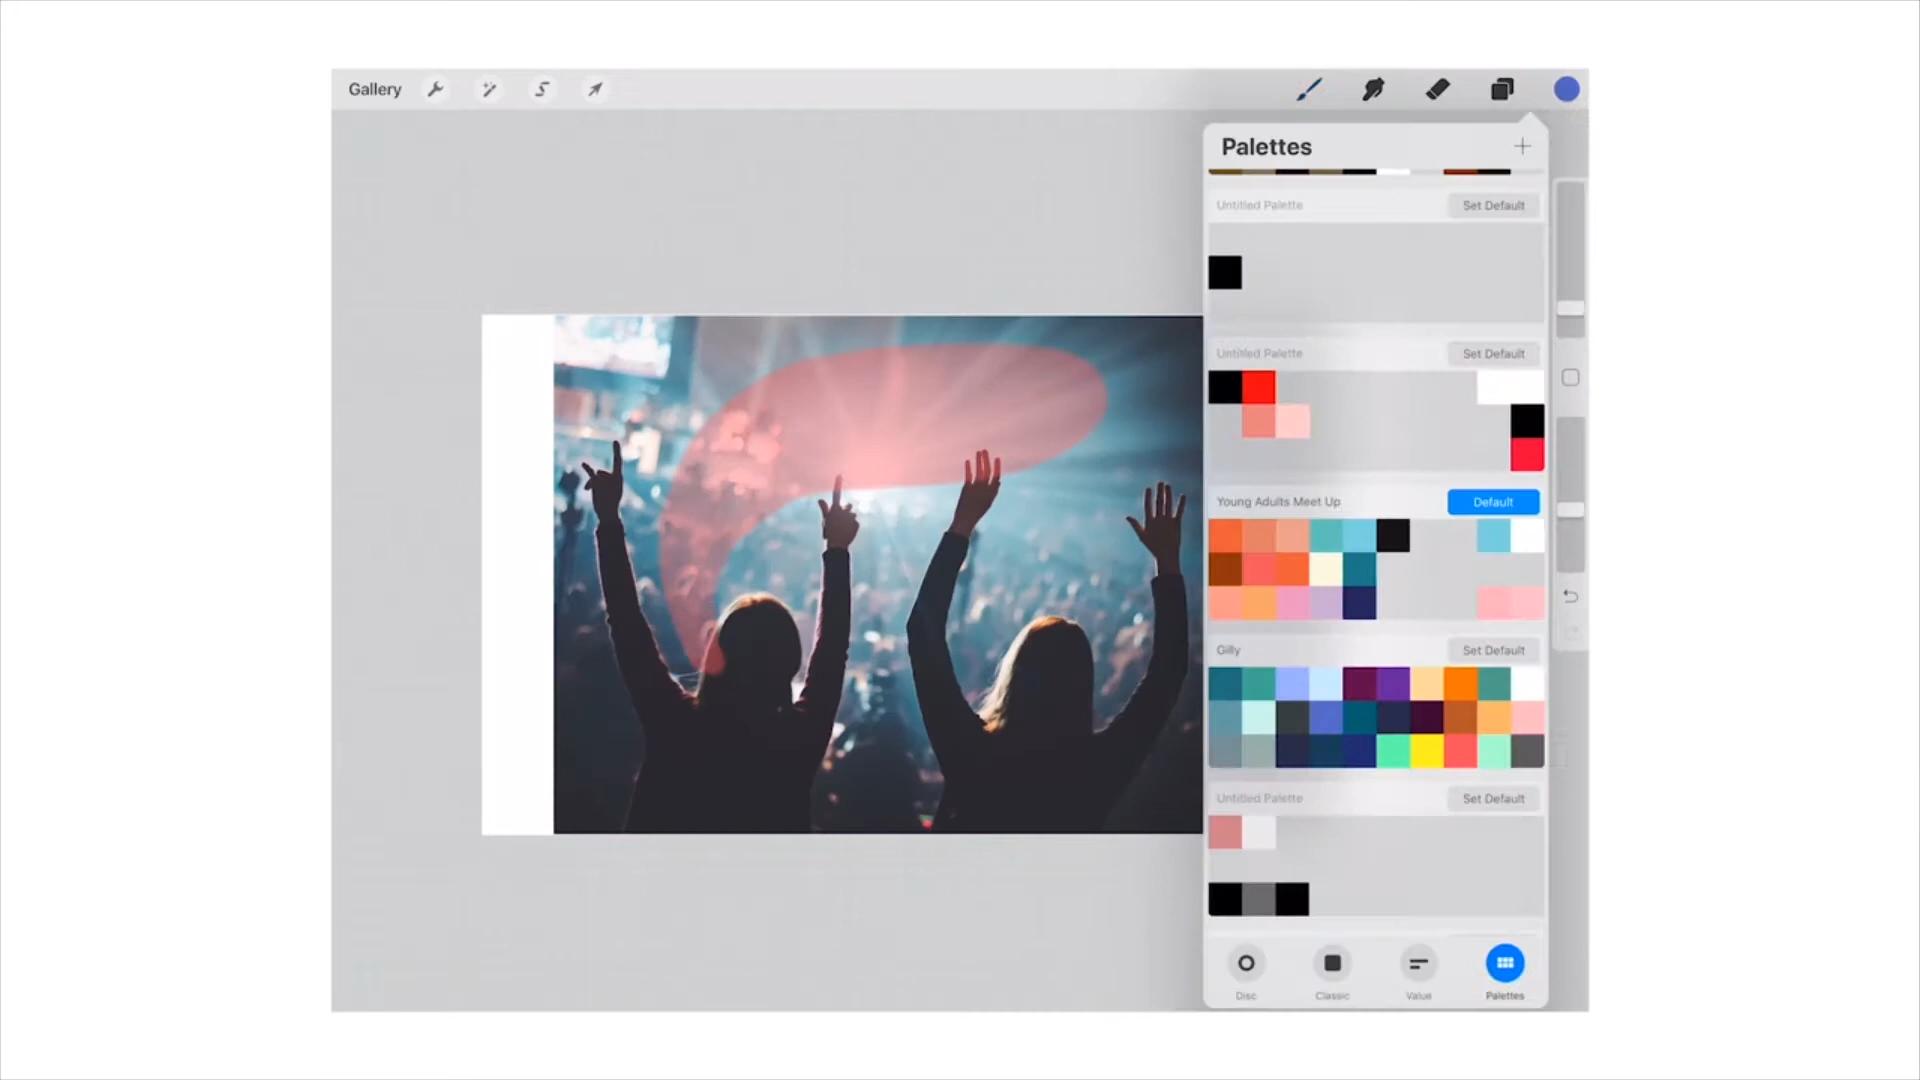 Gallery
Palettes
Untitled Palette Set Default
Untitled Palette Set Default
Young Adults Meet Up Default
Gilly Set Default
Untitled Palette Set Default
Disc Classic Value Palettes